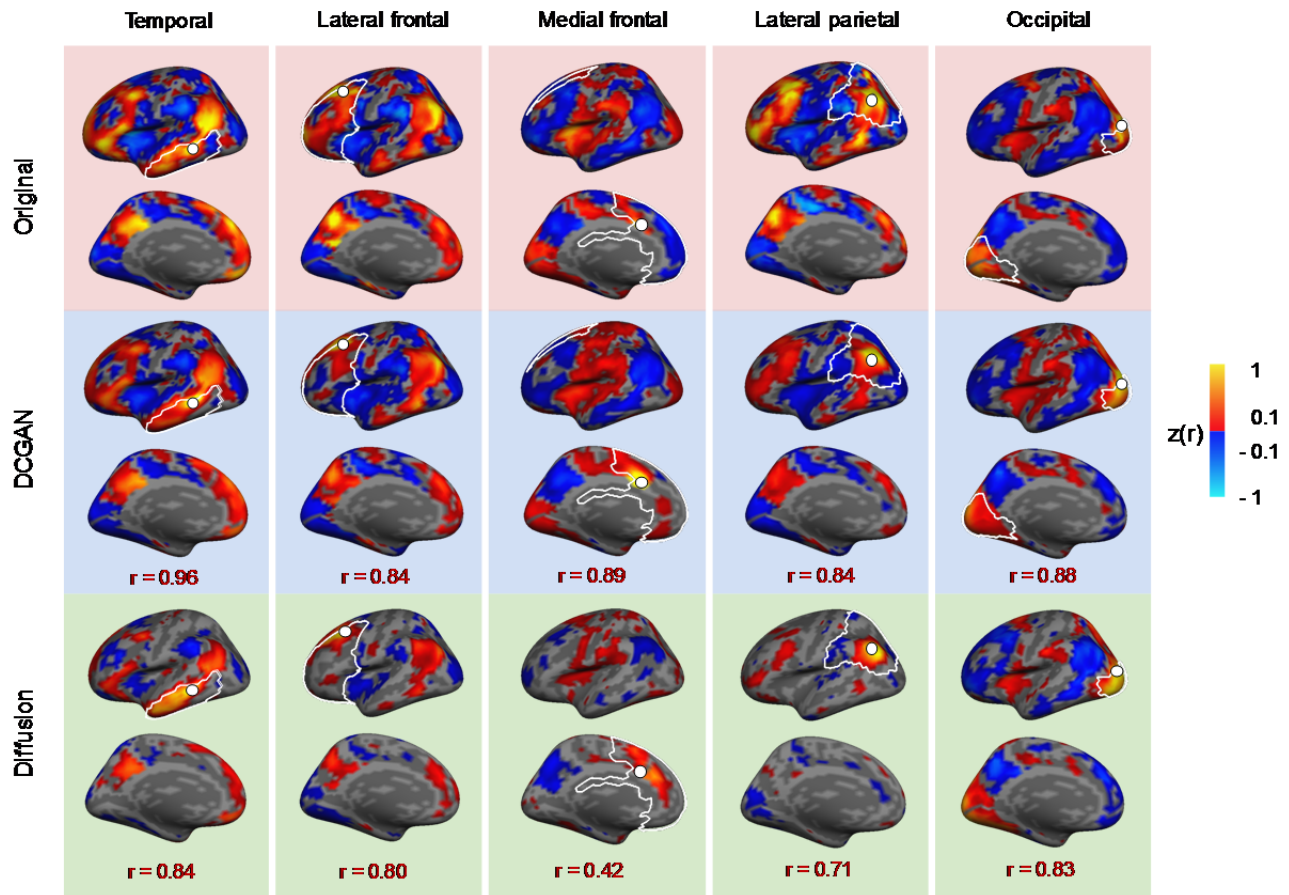 Temporal Lateral frontal Medial frontal Lateral parietal Occipital
Original
DCGAN
r = 0.96 r = 0.84 r = 0.89 r = 0.84 r = 0.88
Diffusion
r = 0.84 r = 0.80 r = 0.42 r = 0.71 r = 0.83
z(r)
1
0.1
- 0.1
- 1